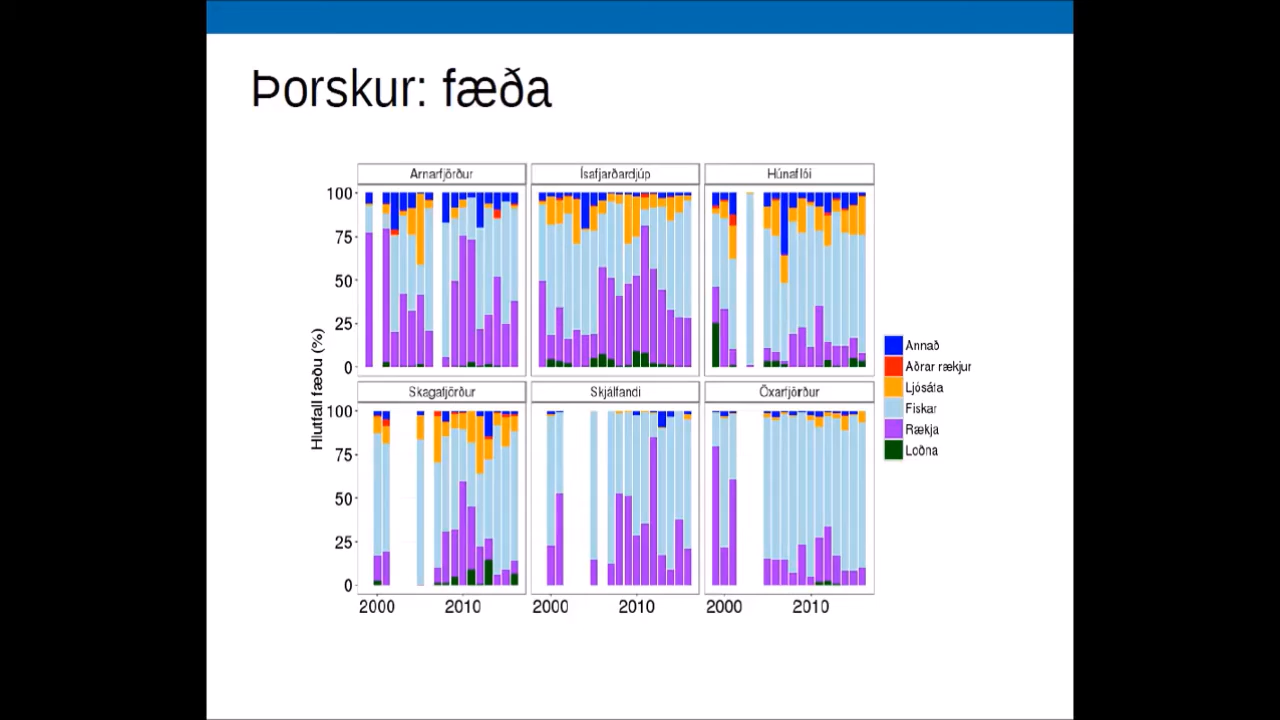 Þorskur: fæða
Arnarfjörður
Ísafjarðardjúp
Húnaflói
100
75
50
25
0
Skagafjörður
Skjálfandi
Öxarfjörður
100
75
50
25
0
2000
2010
2000
2010
2000
2010
Hlutfall fæðu (%)
Annað
Aðrar rækjur
Ljósáta
Fiskar
Rækja
Loðna